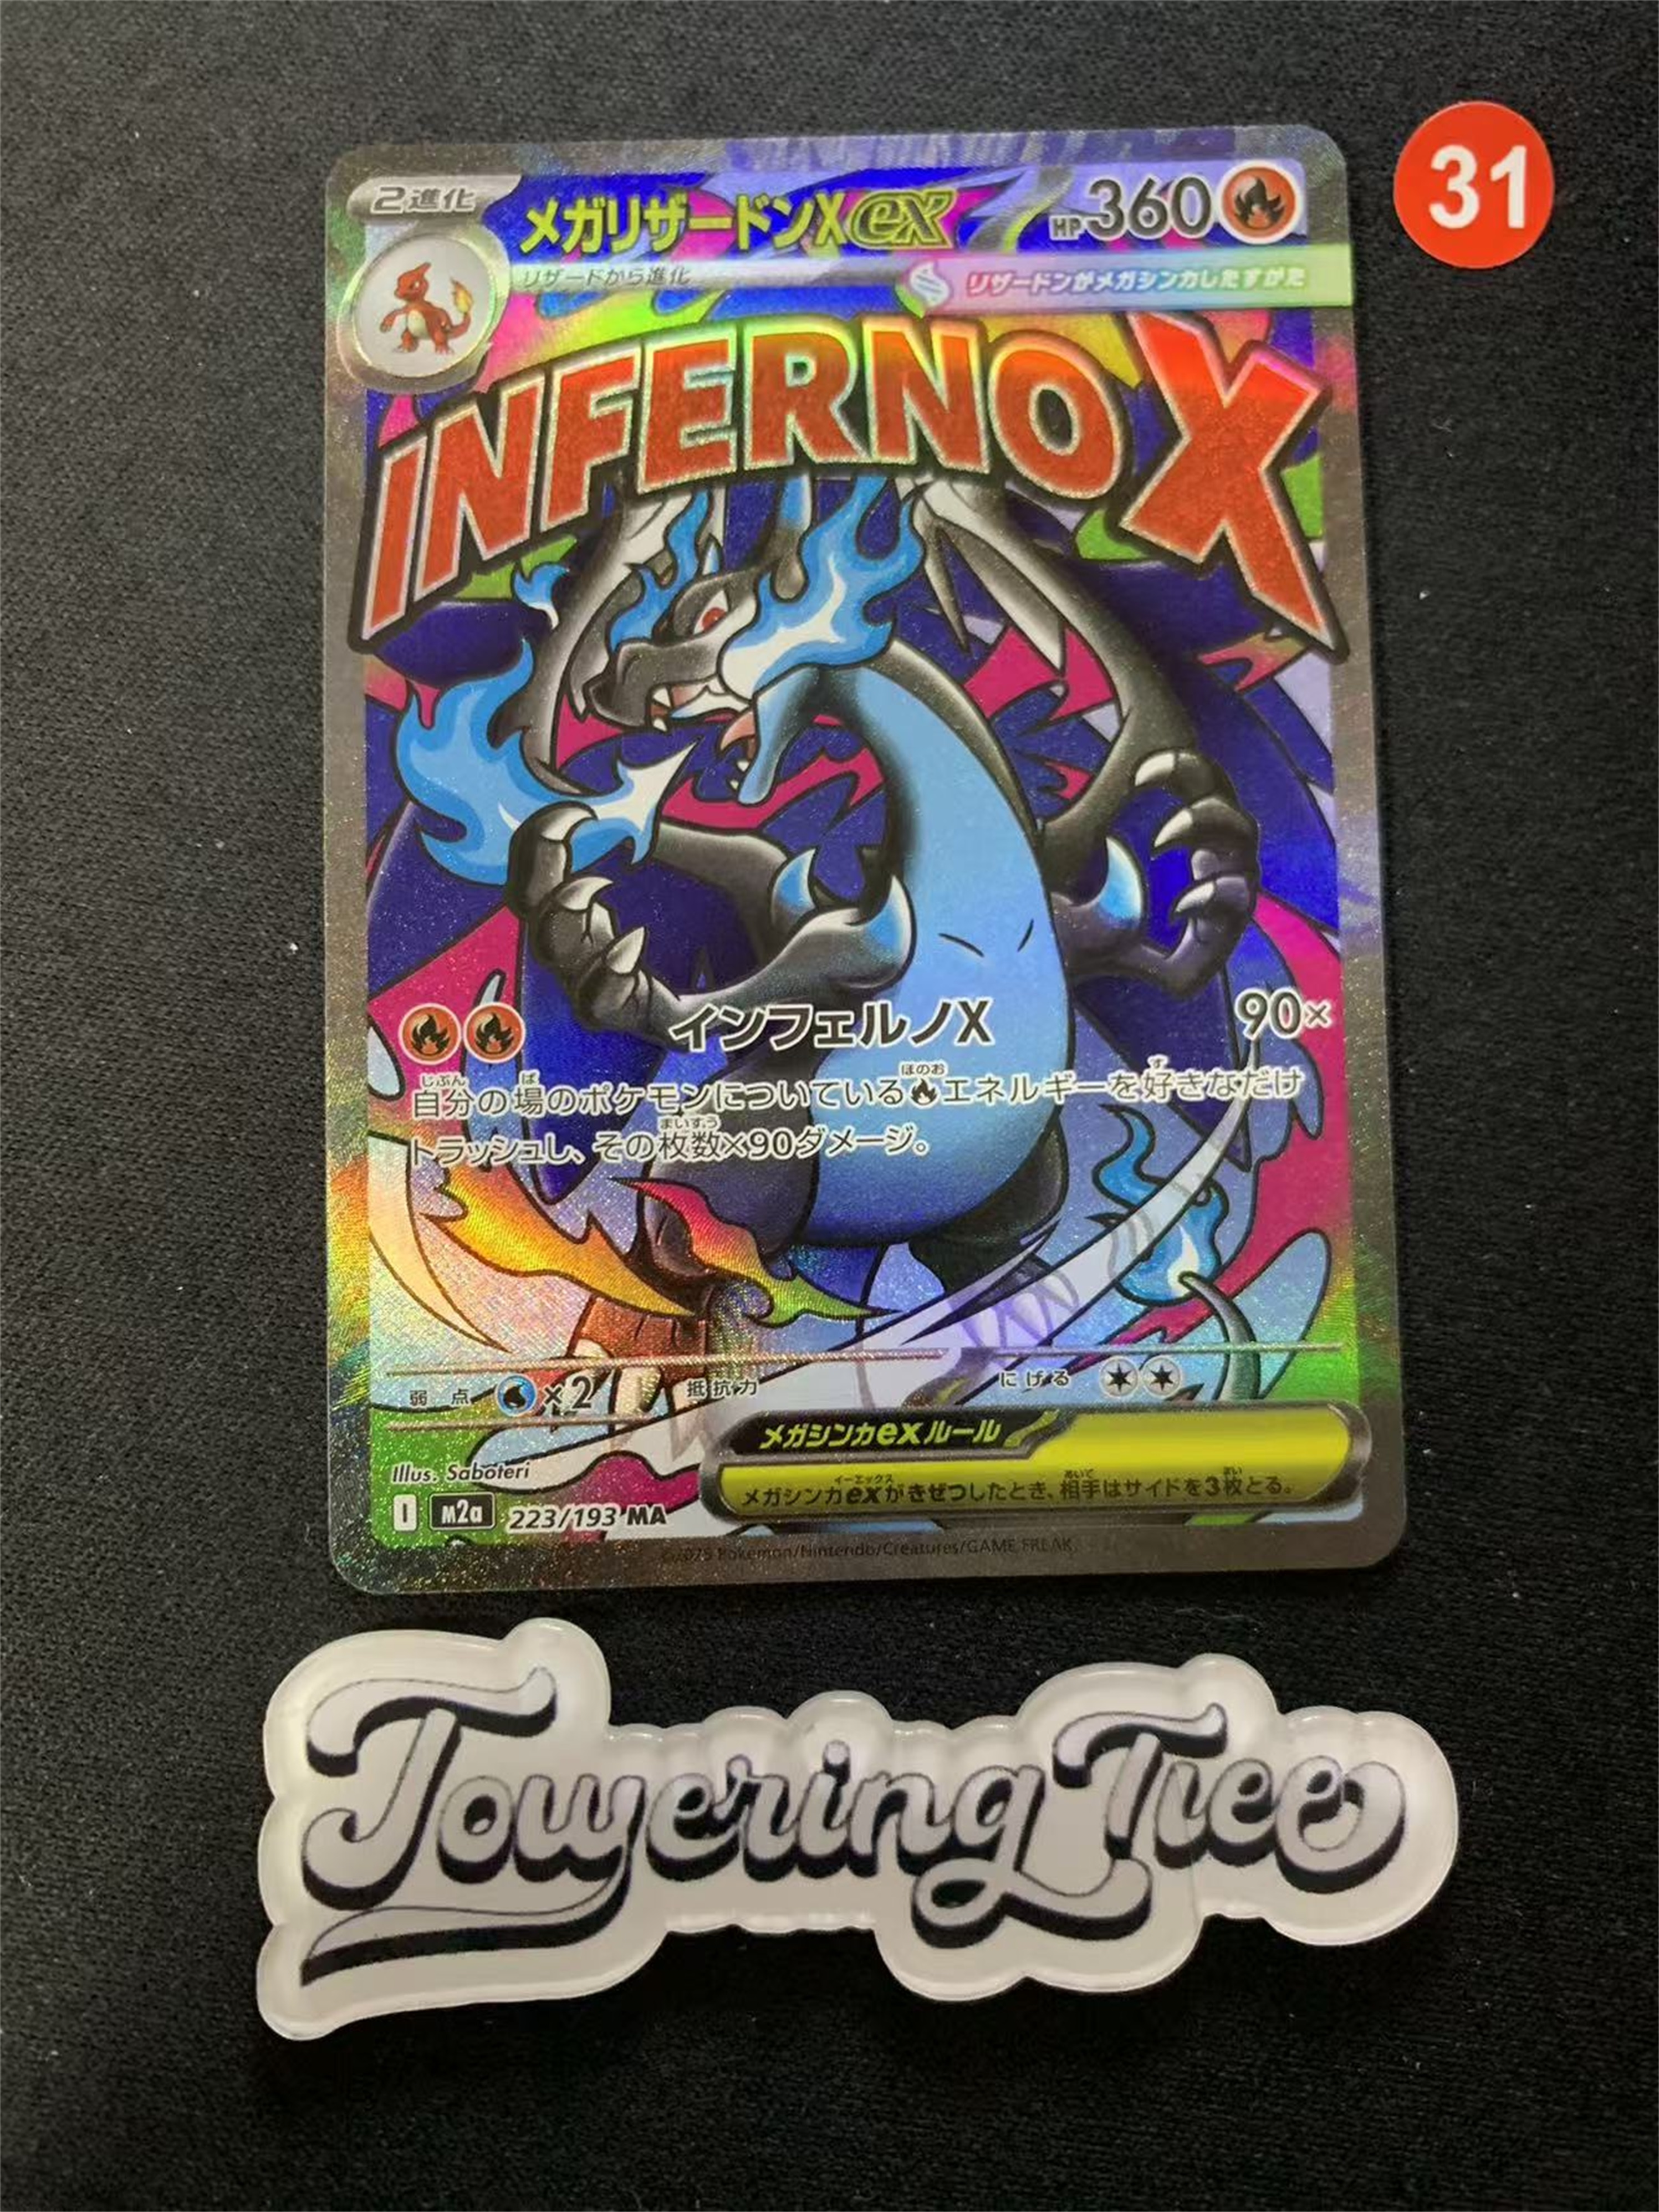 31
2進化
メガリザードンXex
HP360
リザードから進化
リザードンがメガシンカしたすがた
INFERNO X
インフェルノX 90×
自分の場のポケモンについているエネルギーを好きなだけ
トラッシュし、その枚数×90ダメージ。
弱点 ×2 抵抗力 にげる
メガシンカexルール
メガシンカexがきぜつしたとき、相手はサイドを3枚とる。
Illus. Saboteri
I M2a 223/193 MA
©2025 Pokémon/Nintendo/Creatures/GAME FREAK
ToweringTree